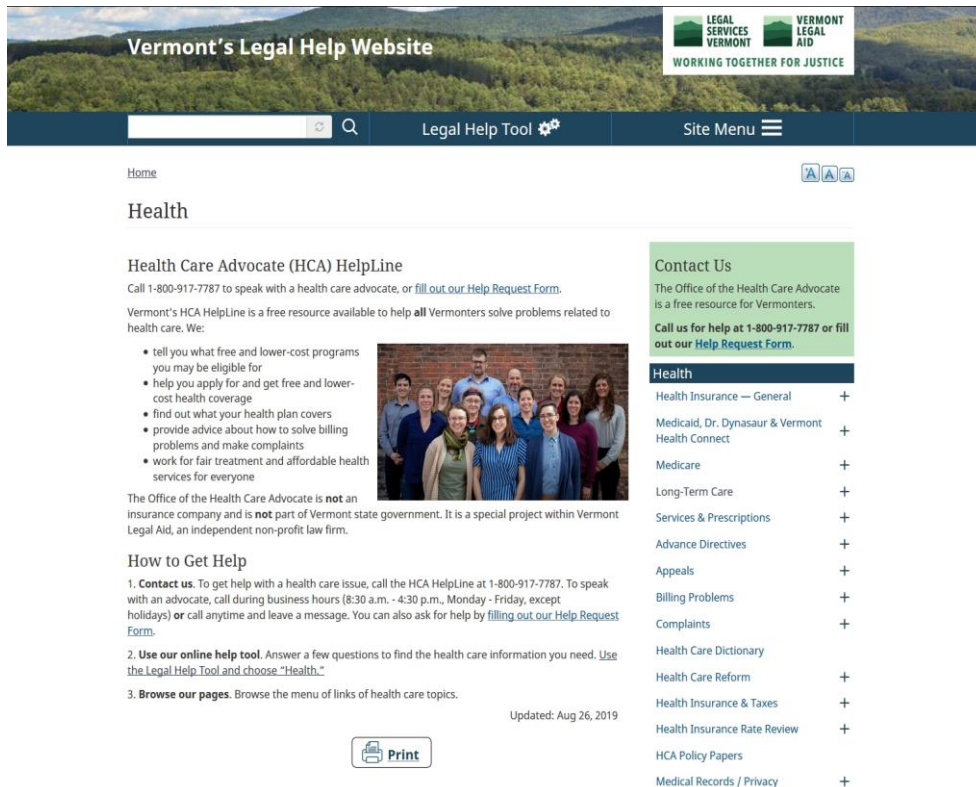 Vermont's Legal Help Website
LEGAL
SERVICES
VERMONT
VERMONT
LEGAL
AID
WORKING TOGETHER FOR JUSTICE
Legal Help Tool
Site Menu
Home
A A A
Health
Health Care Advocate (HCA) HelpLine
Call 1-800-917-7787 to speak with a health care advocate, or fill out our Help Request Form.
Vermont's HCA HelpLine is a free resource available to help all Vermonters solve problems related to
health care. We:
• tell you what free and lower-cost programs
you may be eligible for
• help you apply for and get free and lower-
cost health coverage
• find out what your health plan covers
• provide advice about how to solve billing
problems and make complaints
• work for fair treatment and affordable health
services for everyone
The Office of the Health Care Advocate is not an
insurance company and is not part of Vermont state government. It is a special project within Vermont
Legal Aid, an independent non-profit law firm.
How to Get Help
1. Contact us. To get help with a health care issue, call the HCA HelpLine at 1-800-917-7787. To speak
with an advocate, call during business hours (8:30 a.m. - 4:30 p.m., Monday - Friday, except
holidays) or call anytime and leave a message. You can also ask for help by filling out our Help Request
Form.
2. Use our online help tool. Answer a few questions to find the health care information you need. Use
the Legal Help Tool and choose "Health."
3. Browse our pages. Browse the menu of links of health care topics.
Updated: Aug 26, 2019
Print
Contact Us
The Office of the Health Care Advocate
is a free resource for Vermonters.
Call us for help at 1-800-917-7787 or fill
out our Help Request Form.
Health
Health Insurance — General +
Medicaid, Dr. Dynasaur & Vermont
Health Connect +
Medicare +
Long-Term Care +
Services & Prescriptions +
Advance Directives +
Appeals +
Billing Problems +
Complaints +
Health Care Dictionary
Health Care Reform +
Health Insurance & Taxes +
Health Insurance Rate Review +
HCA Policy Papers
Medical Records / Privacy +